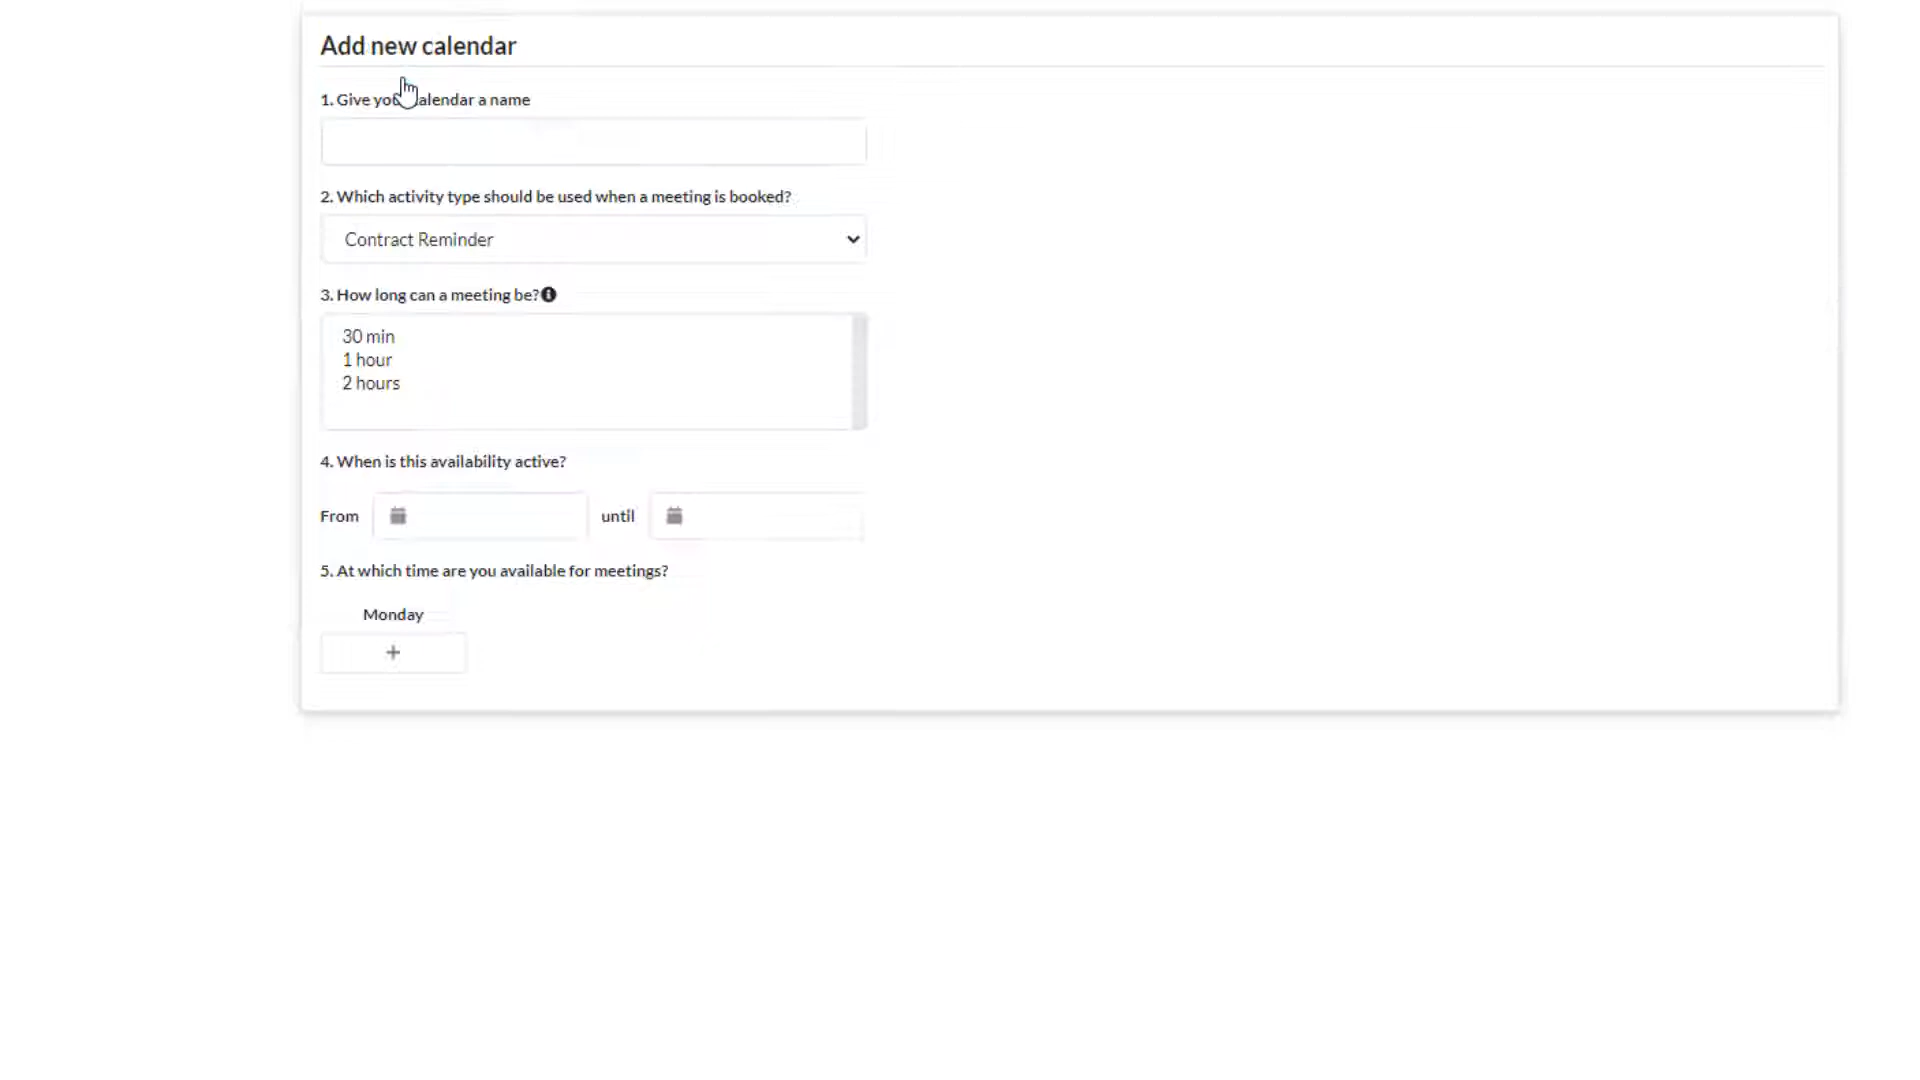 Add new calendar
1. Give you calendar a name
2. Which activity type should be used when a meeting is booked?
Contract Reminder
3. How long can a meeting be?
30 min
1 hour
2 hours
4. When is this availability active?
From until
5. At which time are you available for meetings?
Monday
+